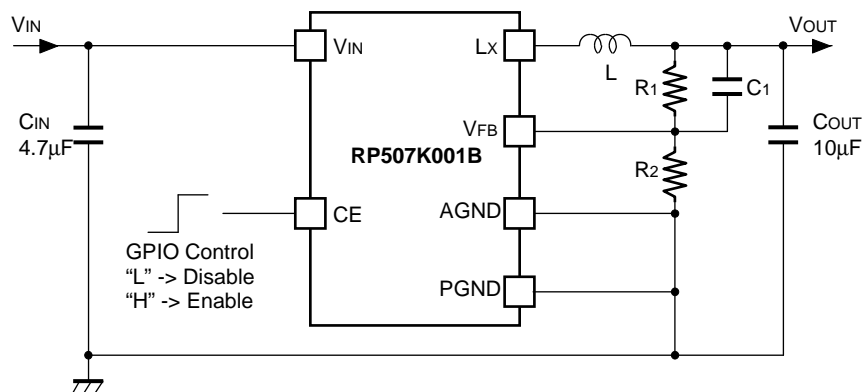 VIN
VIN
LX
VOUT
L
R1
C1
CIN
4.7µF
VFB
COUT
10µF
RP507K001B
R2
CE
AGND
GPIO Control
“L” -> Disable
“H” -> Enable
PGND